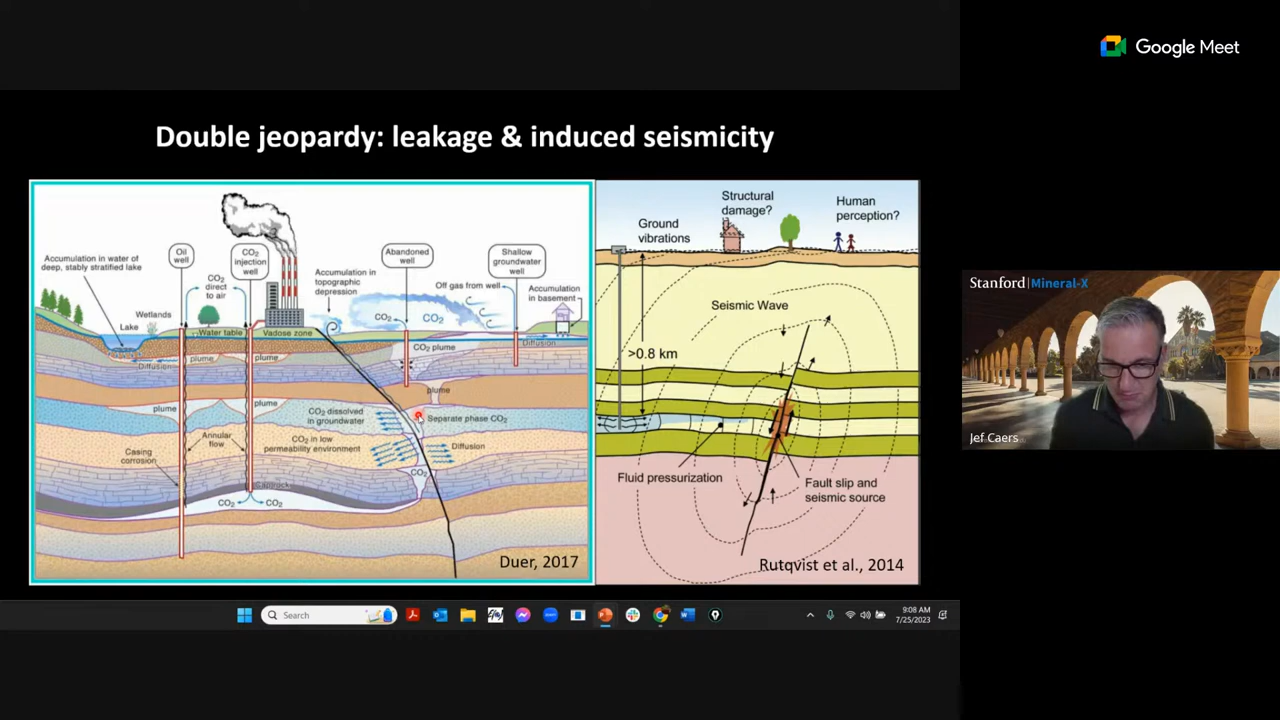 Google Meet
Double jeopardy: leakage & induced seismicity
Accumulation in water of
deep, stably stratified lake
Oil
well
CO2
injection
well
CO2
direct
to air
Wetlands
Lake
Water table
Vadose zone
Accumulation in
topographic
depression
Abandoned
well
Off gas from well
Shallow
groundwater
well
Accumulation
in basement
CO2
CO2
Diffusion
plume
plume
CO2 plume
Diffusion
plume
plume
plume
CO2 dissolved
in groundwater
Separate phase CO2
Annular
flow
CO2 in low
permeability environment
Diffusion
Casing
corrosion
CO2
Caprock
CO2
CO2
Duer, 2017
Structural
damage?
Human
perception?
Ground
vibrations
Seismic Wave
>0.8 km
Fluid pressurization
Fault slip and
seismic source
Rutqvist et al., 2014
Stanford Mineral-X
Jef Caers
Search
9:08 AM
7/25/2023